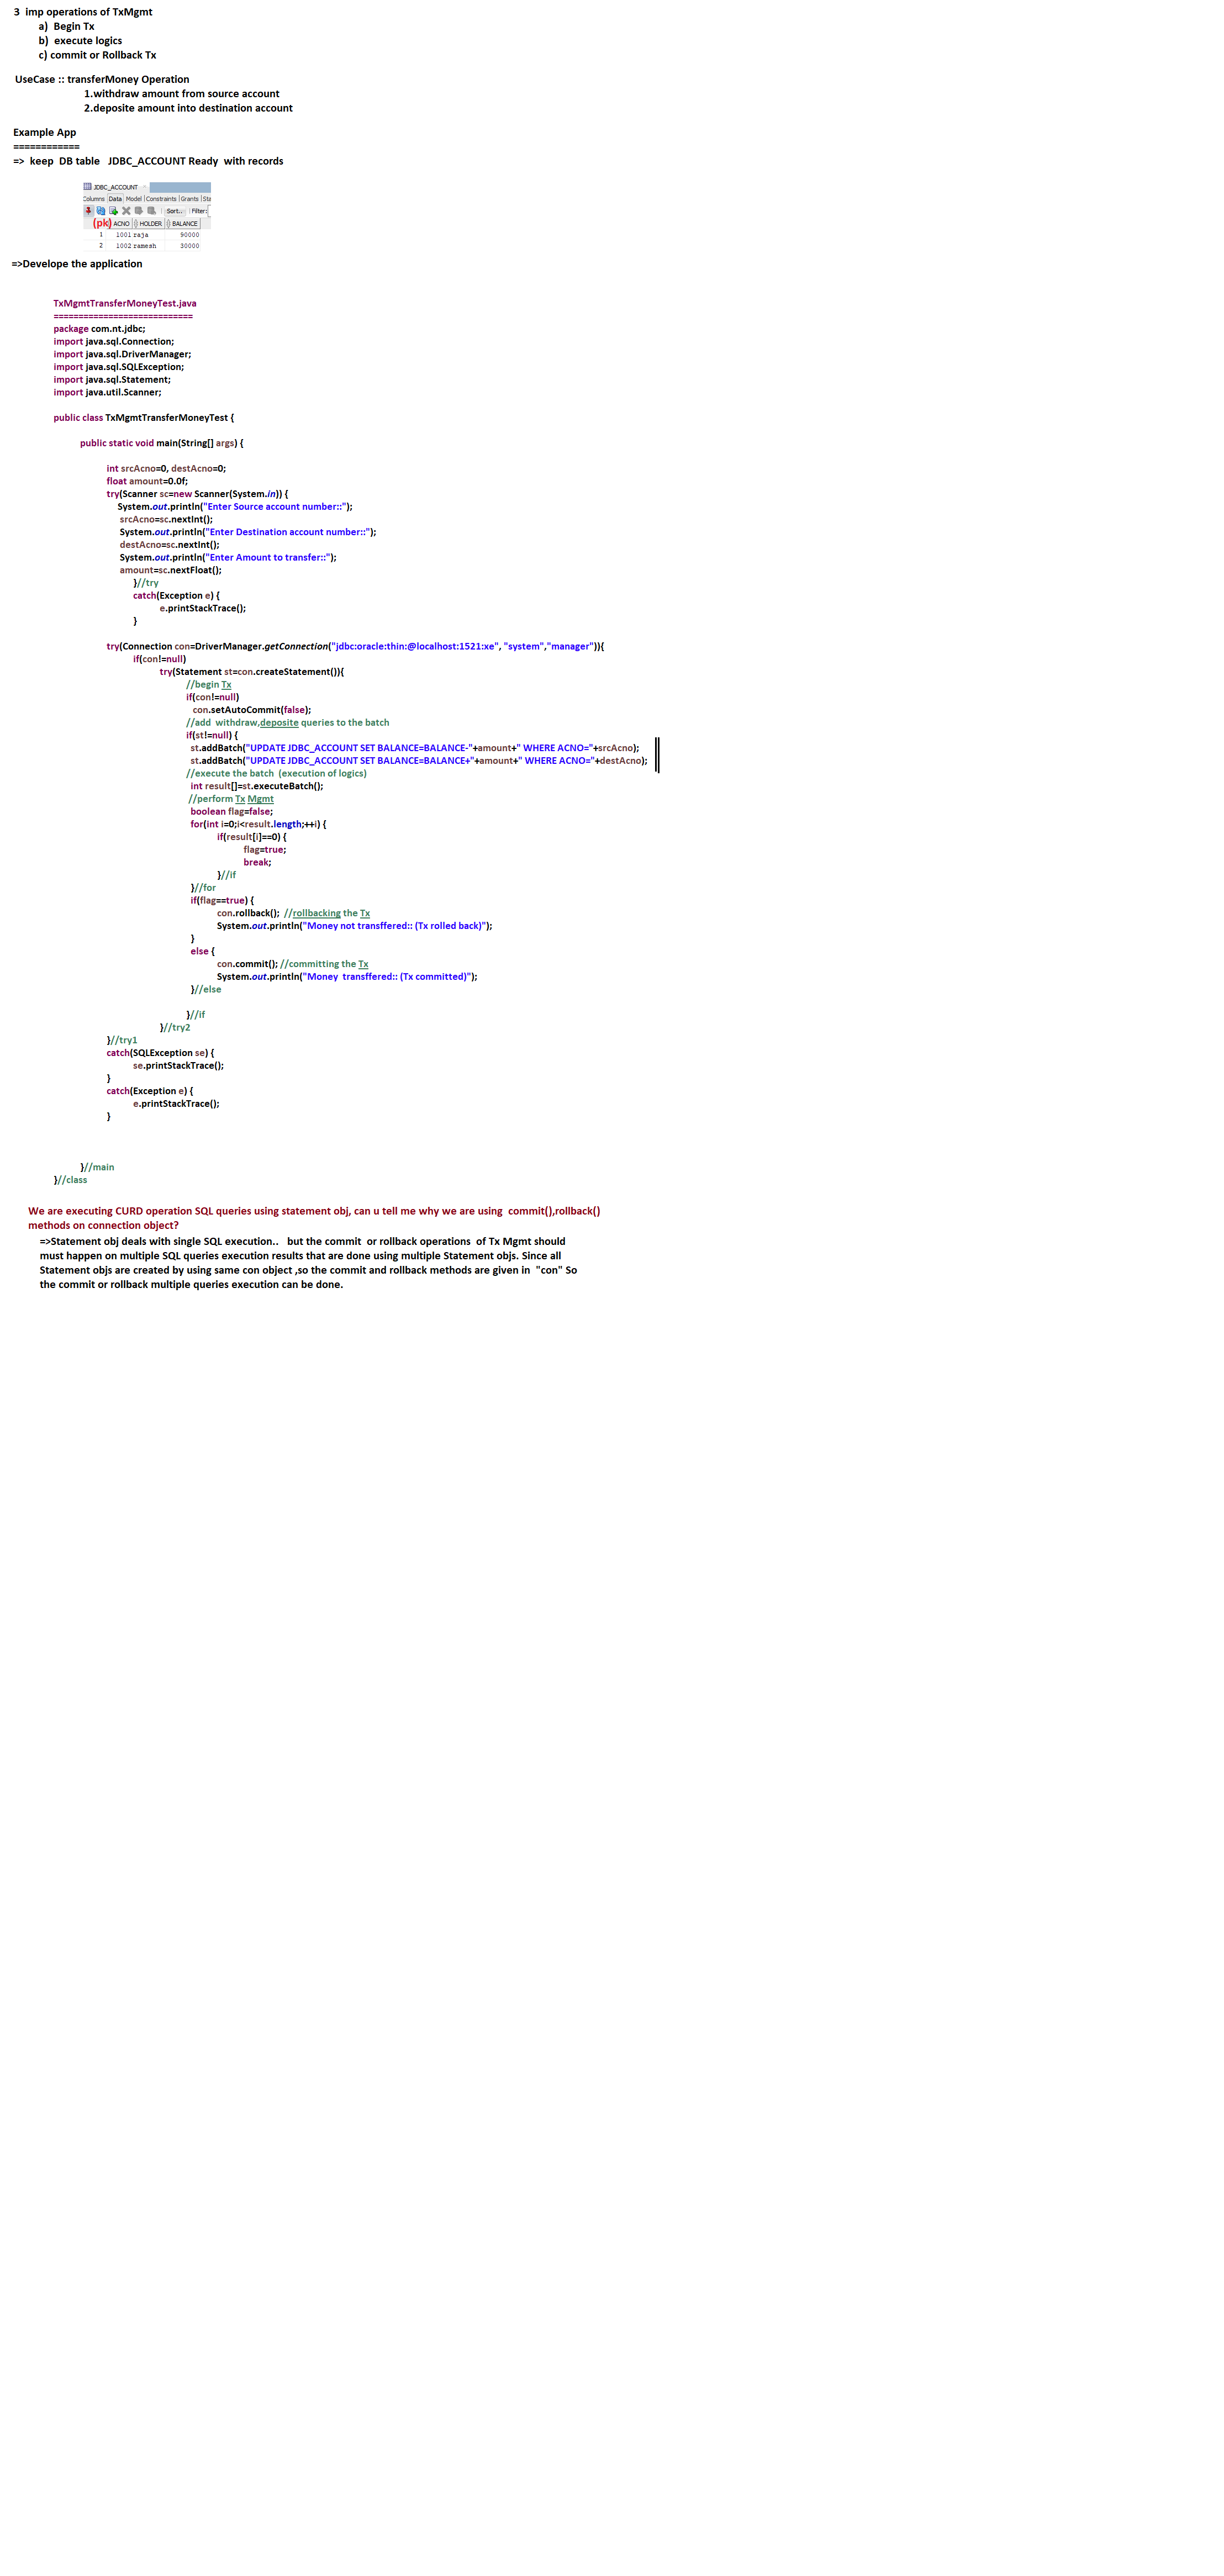 3  imp operations of TxMgmt
a)  Begin Tx
b)  execute logics
c) commit or Rollback Tx
UseCase :: transferMoney Operation
1.withdraw amount from source account
2.deposite amount into destination account
Example App
============
=>  keep  DB table   JDBC_ACCOUNT Ready  with records
JDBC_ACCOUNT
Columns Data Model Constraints Grants Sta
Sort.. Filter:
(pk) ACNO HOLDER BALANCE
1 1001 raja 90000
2 1002 ramesh 30000
=>Develope the application
TxMgmtTransferMoneyTest.java
============================
package com.nt.jdbc;
import java.sql.Connection;
import java.sql.DriverManager;
import java.sql.SQLException;
import java.sql.Statement;
import java.util.Scanner;
public class TxMgmtTransferMoneyTest {
public static void main(String[] args) {
int srcAcno=0, destAcno=0;
float amount=0.0f;
try(Scanner sc=new Scanner(System.in)) {
System.out.println("Enter Source account number::");
srcAcno=sc.nextInt();
System.out.println("Enter Destination account number::");
destAcno=sc.nextInt();
System.out.println("Enter Amount to transfer::");
amount=sc.nextFloat();
}//try
catch(Exception e) {
e.printStackTrace();
}
try(Connection con=DriverManager.getConnection("jdbc:oracle:thin:@localhost:1521:xe", "system","manager")){
if(con!=null)
try(Statement st=con.createStatement()){
//begin Tx
if(con!=null)
con.setAutoCommit(false);
//add  withdraw,deposite queries to the batch
if(st!=null) {
st.addBatch("UPDATE JDBC_ACCOUNT SET BALANCE=BALANCE-"+amount+" WHERE ACNO="+srcAcno);
st.addBatch("UPDATE JDBC_ACCOUNT SET BALANCE=BALANCE+"+amount+" WHERE ACNO="+destAcno);
//execute the batch  (execution of logics)
int result[]=st.executeBatch();
//perform Tx Mgmt
boolean flag=false;
for(int i=0;i<result.length;++i) {
if(result[i]==0) {
flag=true;
break;
}//if
}//for
if(flag==true) {
con.rollback();  //rollbacking the Tx
System.out.println("Money not transffered:: (Tx rolled back)");
}
else {
con.commit(); //committing the Tx
System.out.println("Money  transffered:: (Tx committed)");
}//else
}//if
}//try2
}//try1
catch(SQLException se) {
se.printStackTrace();
}
catch(Exception e) {
e.printStackTrace();
}
}//main
}//class
We are executing CURD operation SQL queries using statement obj, can u tell me why we are using  commit(),rollback()
methods on connection object?
=>Statement obj deals with single SQL execution..   but the commit  or rollback operations  of Tx Mgmt should
must happen on multiple SQL queries execution results that are done using multiple Statement objs. Since all
Statement objs are created by using same con object ,so the commit and rollback methods are given in  "con" So
the commit or rollback multiple queries execution can be done.